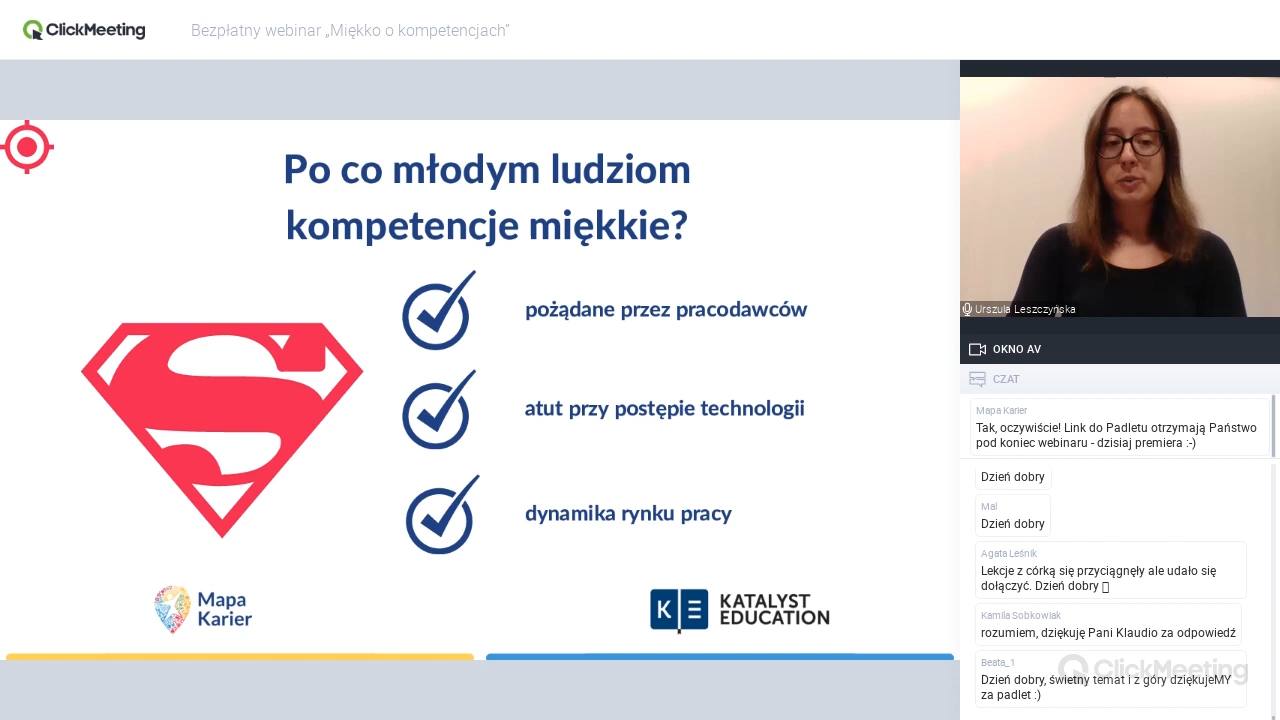 ClickMeeting
Bezpłatny webinar „Miękko o kompetencjach”
Po co młodym ludziom
kompetencje miękkie?
pożądane przez pracodawców
atut przy postępie technologii
dynamika rynku pracy
Mapa
Karier
K E
KATALYST
EDUCATION
Urszula Leszczyńska
OKNO AV
CZAT
Mapa Karier
Tak, oczywiście! Link do Padletu otrzymają Państwo
pod koniec webinaru - dzisiaj premiera :-)
Dzień dobry
Mal
Dzień dobry
Agata Leśnik
Lekcje z córką się przyciągnęły ale udało się
dołączyć. Dzień dobry
Kamila Sobkowiak
rozumiem, dziękuję Pani Klaudio za odpowiedź
Beata_1
Dzień dobry, świetny temat i z góry dziękujeMY
za padlet :)
ClickMeeting